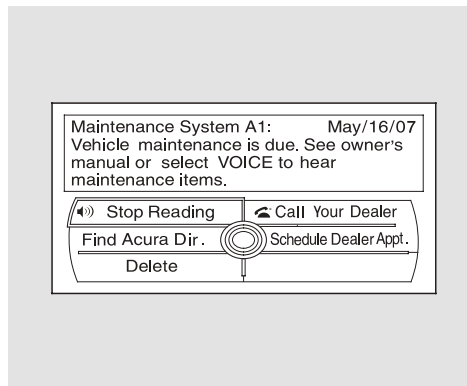 Maintenance System A1: May/16/07
Vehicle maintenance is due. See owner's
manual or select VOICE to hear
maintenance items.
Stop Reading
Call Your Dealer
Find Acura Dir.
Schedule Dealer Appt.
Delete